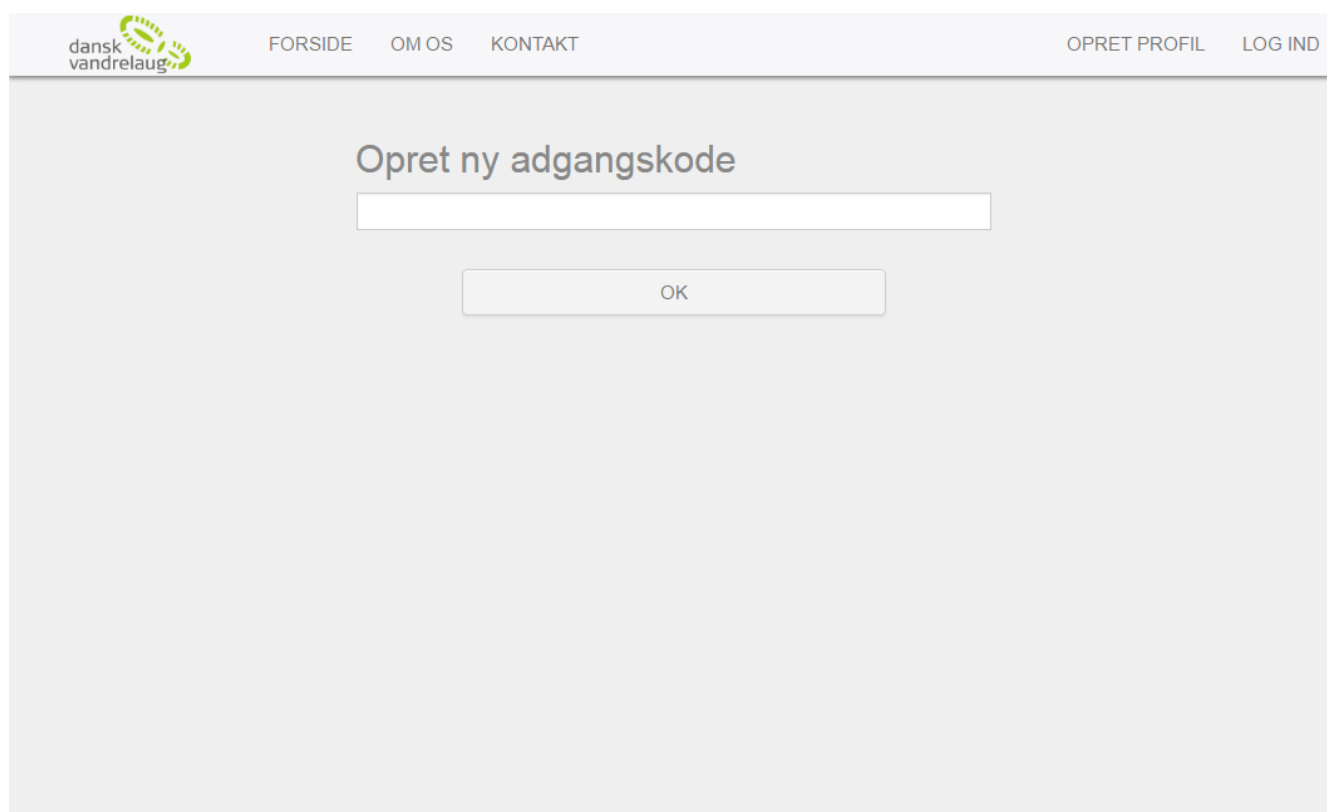 dansk
vandrelaug
FORSIDE OM OS KONTAKT OPRET PROFIL LOG IND
Opret ny adgangskode
OK